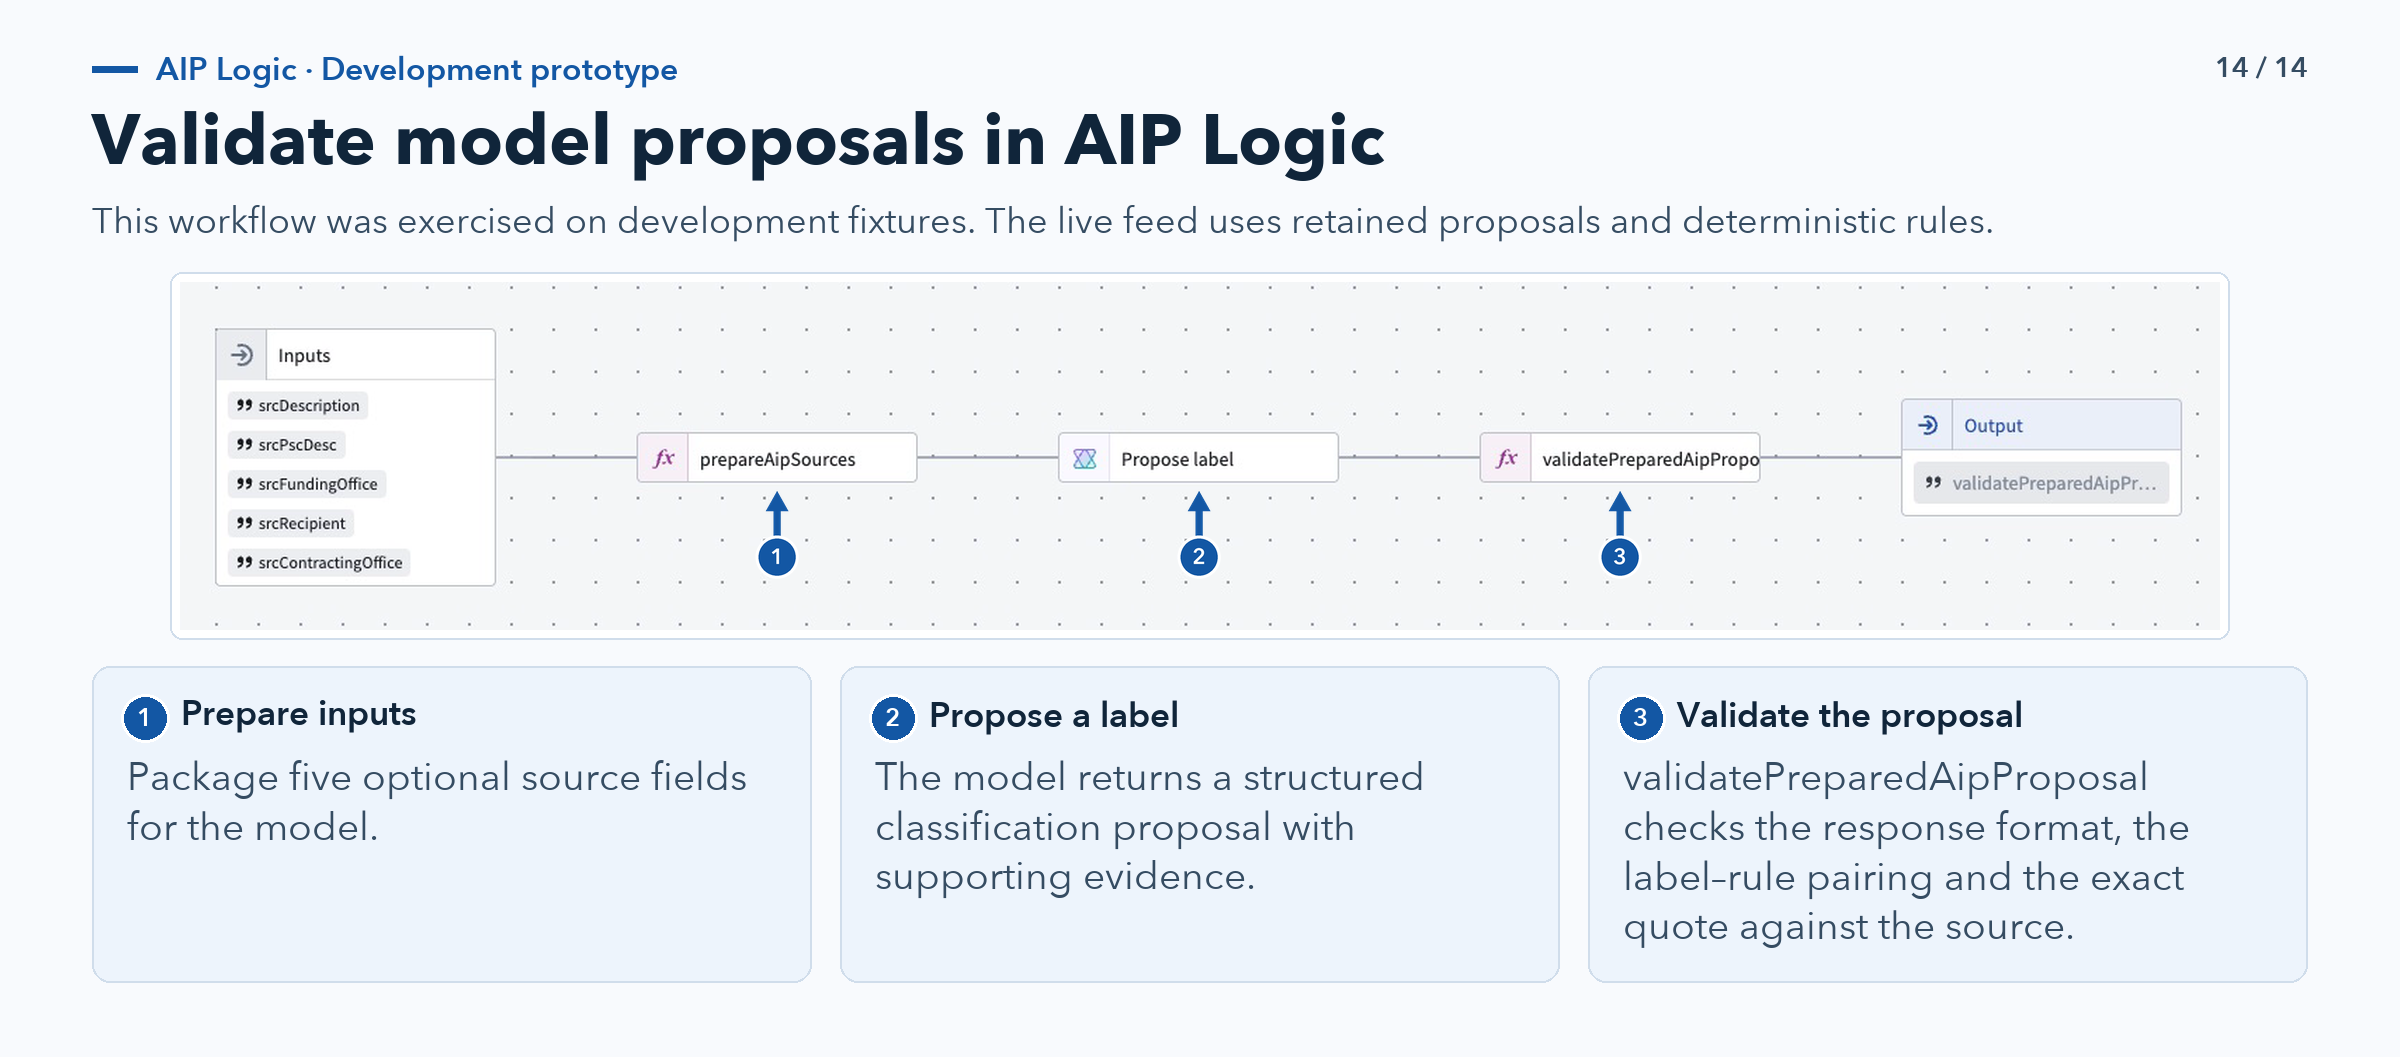 AIP Logic · Development prototype
14 / 14
Validate model proposals in AIP Logic
This workflow was exercised on development fixtures. The live feed uses retained proposals and deterministic rules.
Inputs
srcDescription
srcPscDesc
srcFundingOffice
srcRecipient
srcContractingOffice
fx prepareAipSources
Propose label
fx validatePreparedAipPropo
Output
validatePreparedAipPr...
1
2
3
1 Prepare inputs
Package five optional source fields
for the model.
2 Propose a label
The model returns a structured
classification proposal with
supporting evidence.
3 Validate the proposal
validatePreparedAipProposal
checks the response format, the
label–rule pairing and the exact
quote against the source.